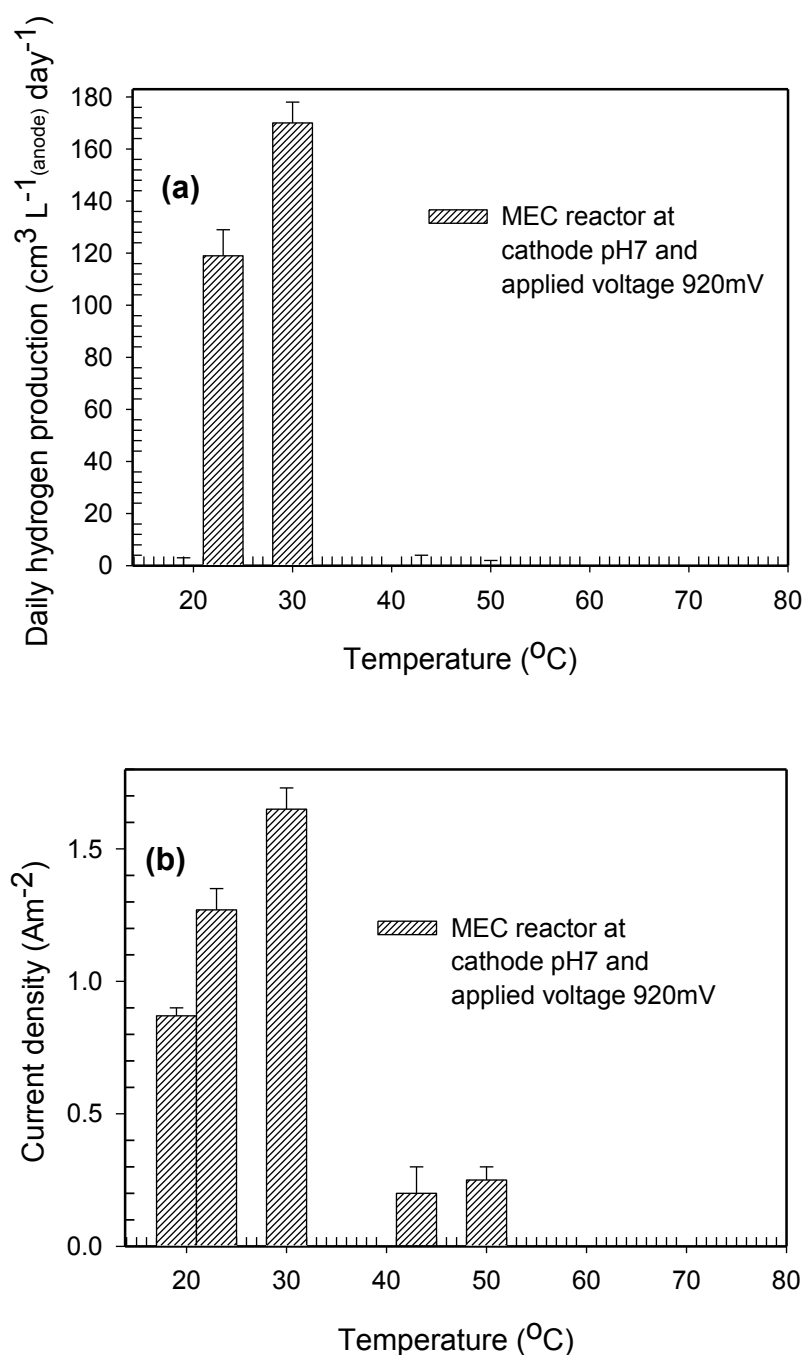 Daily hydrogen production (cm³ L⁻¹(anode) day⁻¹)
180
160
140
120
100
80
60
40
20
0
(a)
MEC reactor at
cathode pH7 and
applied voltage 920mV
20 30 40 50 60 70 80
Temperature (ᴼC)
Current density (Am⁻²)
1.5
1.0
0.5
0.0
(b)
MEC reactor at
cathode pH7 and
applied voltage 920mV
20 30 40 50 60 70 80
Temperature (ᴼC)